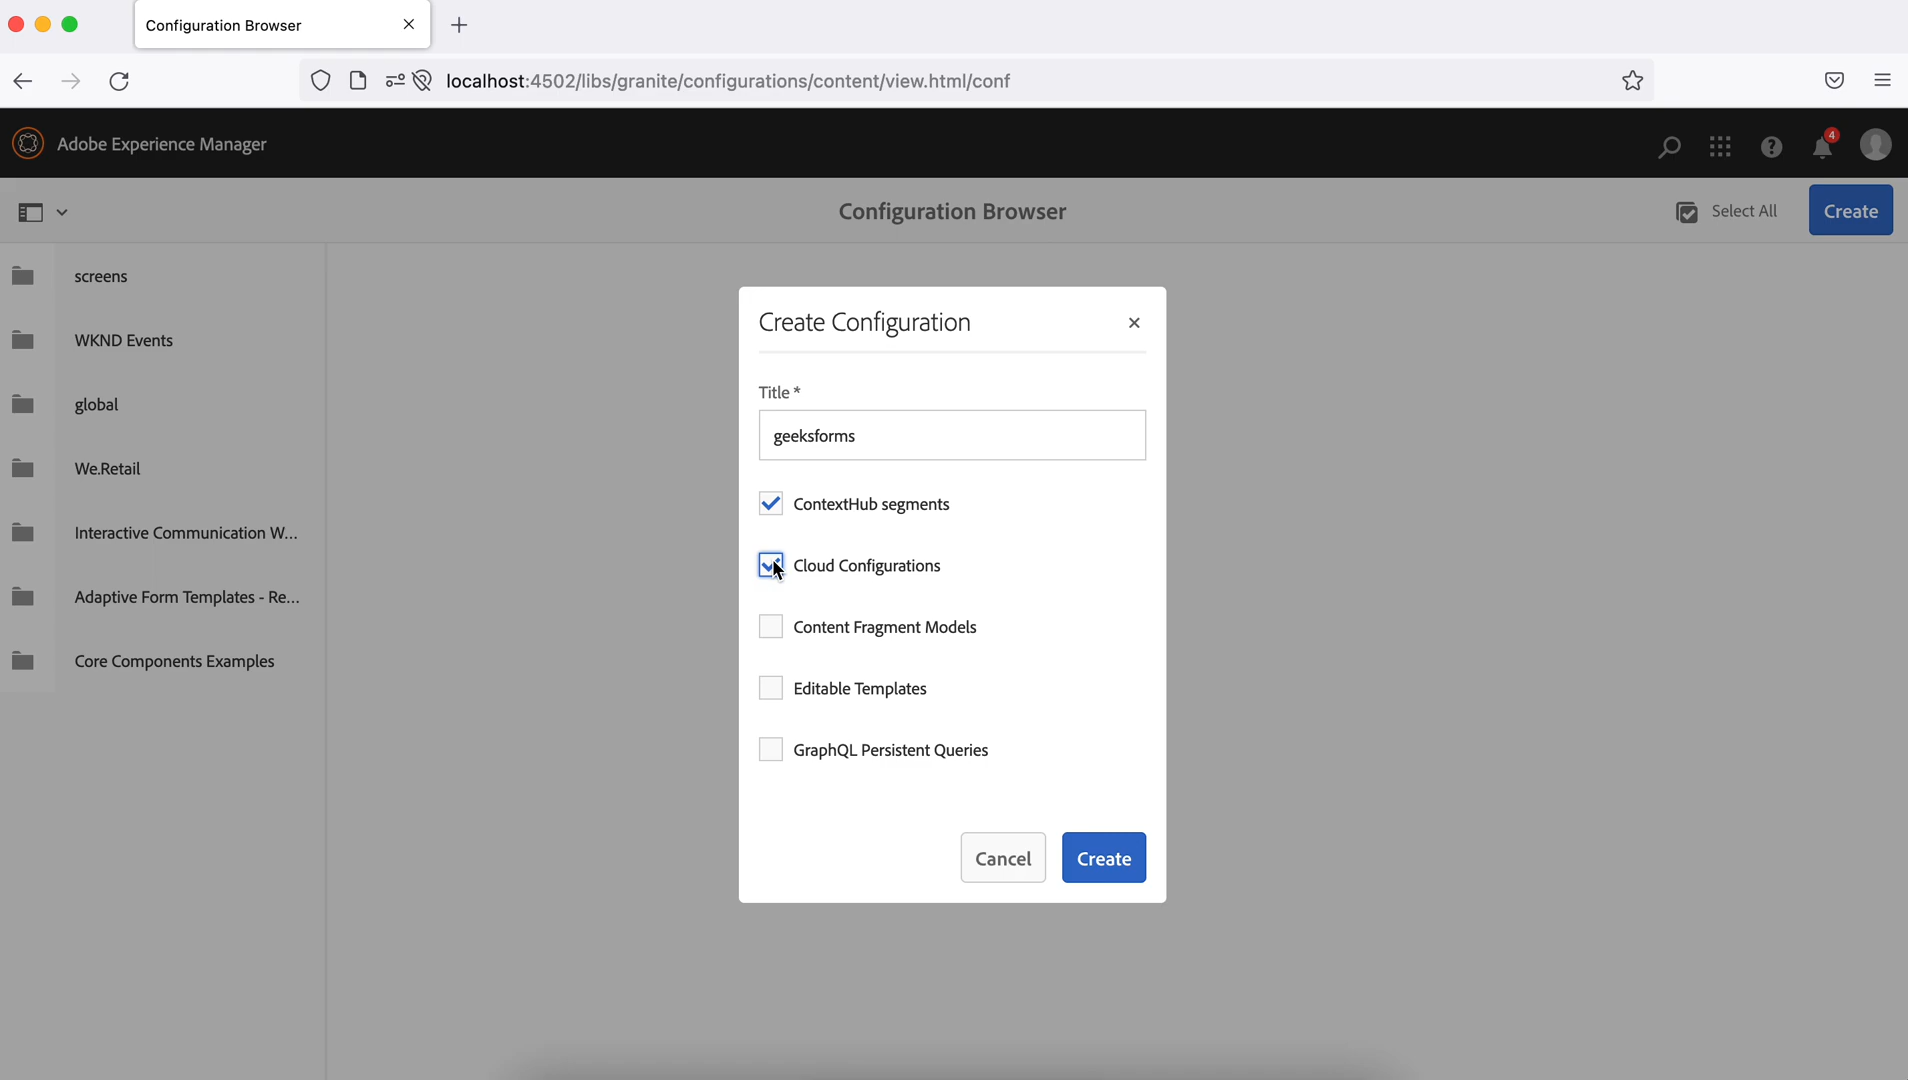 Configuration Browser
localhost:4502/libs/granite/configurations/content/view.html/conf
Adobe Experience Manager
4
Configuration Browser
Select All
Create
screens
WKND Events
global
We.Retail
Interactive Communication W...
Adaptive Form Templates - Re...
Core Components Examples
Create Configuration
Title *
geeksforms
ContextHub segments
Cloud Configurations
Content Fragment Models
Editable Templates
GraphQL Persistent Queries
Cancel
Create